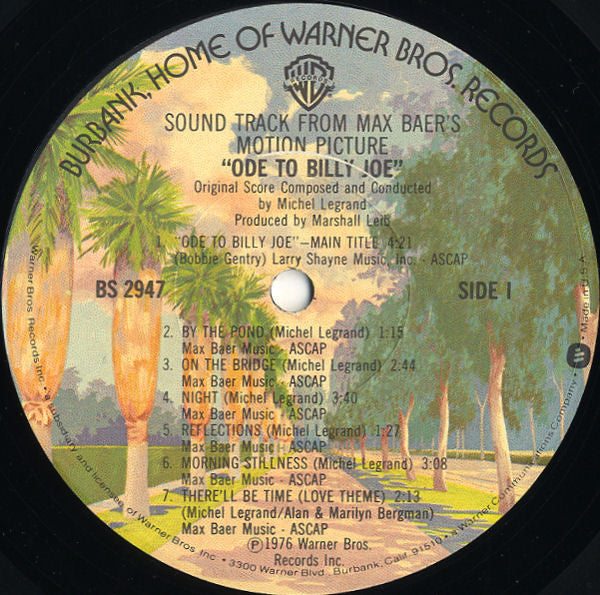 BURBANK, HOME OF WARNER BROS. RECORDS
WB
RECORDS
SOUND TRACK FROM MAX BAER'S
MOTION PICTURE
"ODE TO BILLY JOE"
Original Score Composed and Conducted
by Michel Legrand
Produced by Marshall Leib
1. "ODE TO BILLY JOE"—MAIN TITLE 4:21
(Bobbie Gentry) Larry Shayne Music, Inc. - ASCAP
BS 2947
SIDE I
2. BY THE POND (Michel Legrand) 1:15
Max Baer Music - ASCAP
3. ON THE BRIDGE (Michel Legrand) 2:44
Max Baer Music - ASCAP
4. NIGHT (Michel Legrand) 3:40
Max Baer Music - ASCAP
5. REFLECTIONS (Michel Legrand) 1:27
Max Baer Music - ASCAP
6. MORNING STILLNESS (Michel Legrand) 3:08
Max Baer Music - ASCAP
7. THERE'LL BE TIME (LOVE THEME) 2:13
(Michel Legrand/Alan & Marilyn Bergman)
Max Baer Music - ASCAP
Ⓟ1976 Warner Bros.
Records Inc.
Warner Bros. Records Inc. • a subsidiary and licensee of Warner Bros. Inc. • 3300 Warner Blvd., Burbank, Calif. 91510 • a Warner Communications Company • Made in U.S.A.